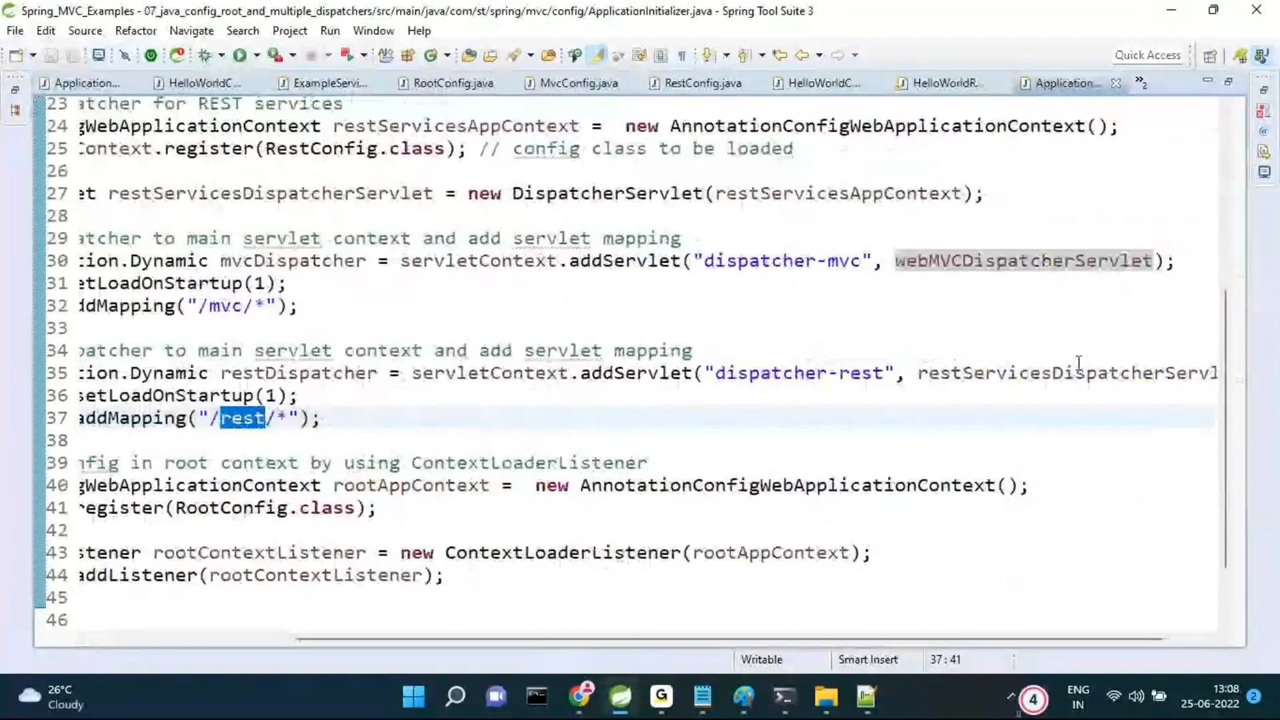 Spring_MVC_Examples - 07_java_config_root_and_multiple_dispatchers/src/main/java/com/st/spring/mvc/config/ApplicationInitializer.java - Spring Tool Suite 3
File Edit Source Refactor Navigate Search Project Run Window Help
Quick Access
Application... HelloWorldC... ExampleServi... RootConfig.java MvcConfig.java RestConfig.java HelloWorldC... HelloWorldR... Application... »2
23 atcher for REST services
24 gWebApplicationContext restServicesAppContext = new AnnotationConfigWebApplicationContext();
25 Context.register(RestConfig.class); // config class to be loaded
26
27 et restServicesDispatcherServlet = new DispatcherServlet(restServicesAppContext);
28
29 atcher to main servlet context and add servlet mapping
30 tion.Dynamic mvcDispatcher = servletContext.addServlet("dispatcher-mvc", webMVCDispatcherServlet);
31 etLoadOnStartup(1);
32 ddMapping("/mvc/*");
33
34 patcher to main servlet context and add servlet mapping
35 tion.Dynamic restDispatcher = servletContext.addServlet("dispatcher-rest", restServicesDispatcherServl
36 setLoadOnStartup(1);
37 addMapping("/rest/*");
38
39 nfig in root context by using ContextLoaderListener
40 gWebApplicationContext rootAppContext = new AnnotationConfigWebApplicationContext();
41 register(RootConfig.class);
42
43 stener rootContextListener = new ContextLoaderListener(rootAppContext);
44 addListener(rootContextListener);
45
46
Writable Smart Insert 37 : 41
26°C
Cloudy
4
ENG
IN
13:08
25-06-2022
2